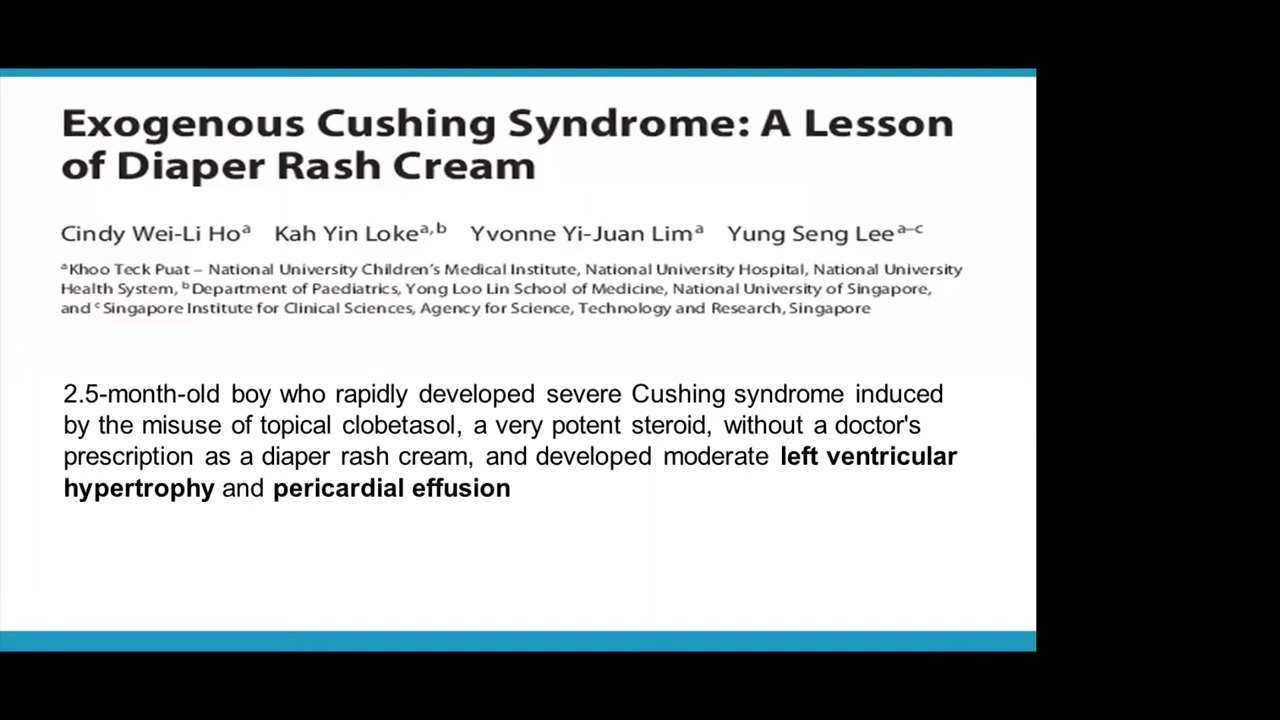 Exogenous Cushing Syndrome: A Lesson
of Diaper Rash Cream
Cindy Wei-Li Hoᵃ Kah Yin Lokeᵃ,ᵇ Yvonne Yi-Juan Limᵃ Yung Seng Leeᵃ⁻ᶜ
ᵃKhoo Teck Puat – National University Children's Medical Institute, National University Hospital, National University
Health System, ᵇDepartment of Paediatrics, Yong Loo Lin School of Medicine, National University of Singapore,
and ᶜSingapore Institute for Clinical Sciences, Agency for Science, Technology and Research, Singapore
2.5-month-old boy who rapidly developed severe Cushing syndrome induced
by the misuse of topical clobetasol, a very potent steroid, without a doctor's
prescription as a diaper rash cream, and developed moderate left ventricular
hypertrophy and pericardial effusion